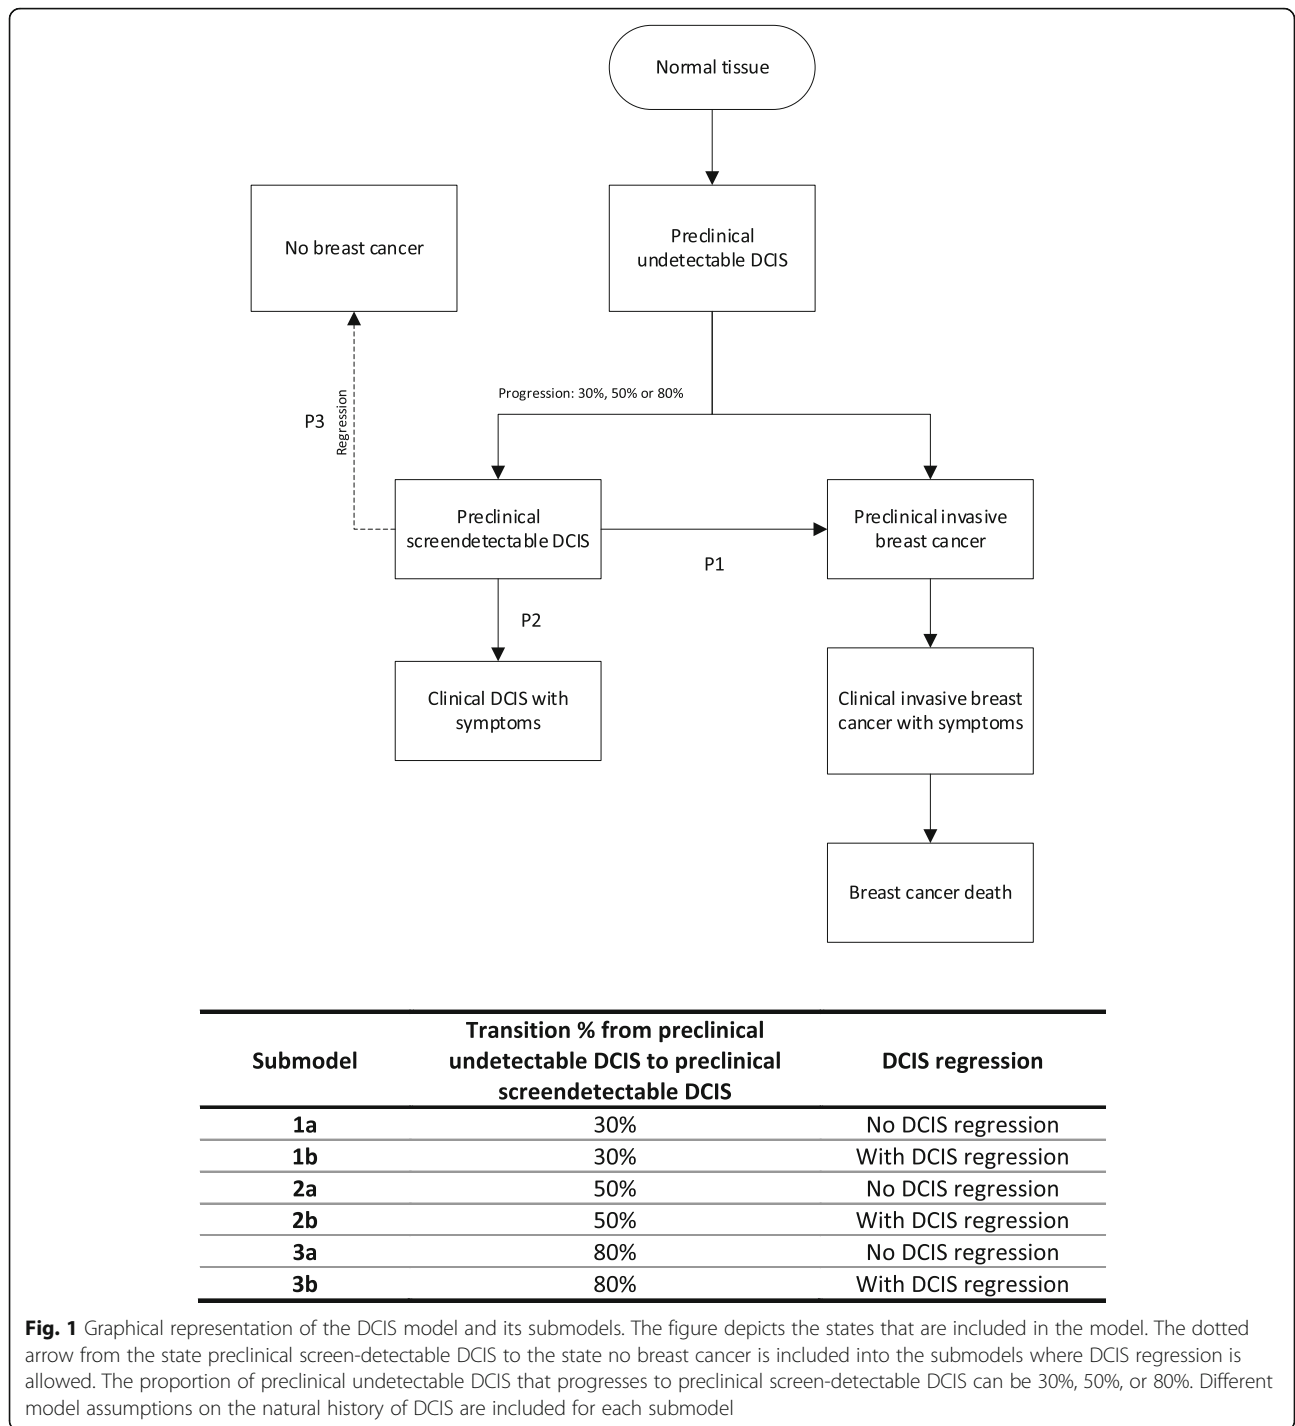 Normal tissue
No breast cancer
Preclinical
undetectable DCIS
Progression: 30%, 50% or 80%
P3
Regression
Preclinical
screendetectable DCIS
P1
Preclinical invasive
breast cancer
P2
Clinical DCIS with
symptoms
Clinical invasive breast
cancer with symptoms
Breast cancer death
Submodel
Transition % from preclinical
undetectable DCIS to preclinical
screendetectable DCIS
DCIS regression
1a 30% No DCIS regression
1b 30% With DCIS regression
2a 50% No DCIS regression
2b 50% With DCIS regression
3a 80% No DCIS regression
3b 80% With DCIS regression
Fig. 1 Graphical representation of the DCIS model and its submodels. The figure depicts the states that are included in the model. The dotted
arrow from the state preclinical screen-detectable DCIS to the state no breast cancer is included into the submodels where DCIS regression is
allowed. The proportion of preclinical undetectable DCIS that progresses to preclinical screen-detectable DCIS can be 30%, 50%, or 80%. Different
model assumptions on the natural history of DCIS are included for each submodel